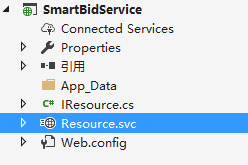 SmartBidService
Connected Services
Properties
引用
App_Data
C# IResource.cs
Resource.svc
Web.config